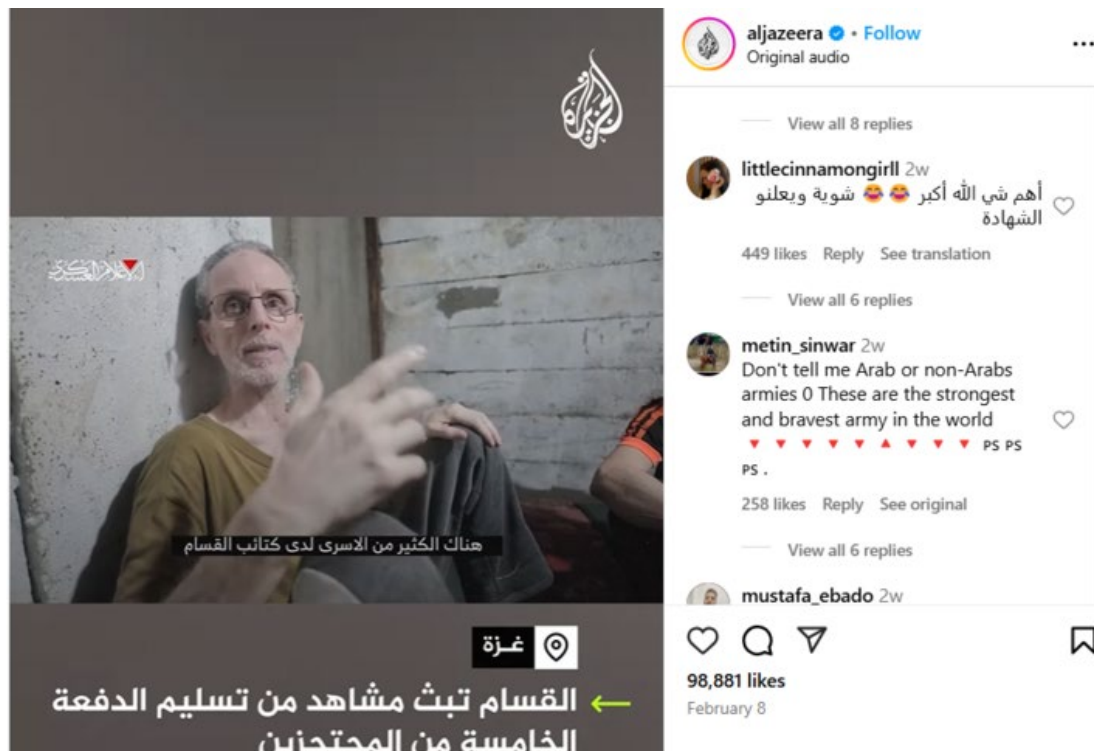 الجزيرة
الإعلام العسكري
هناك الكثير من الاسرى لدى كتائب القسام
غزة
القسام تبث مشاهد من تسليم الدفعة
الخامسة من المحتجزين
aljazeera • Follow
Original audio
View all 8 replies
littlecinnamongirll 2w
أهم شي الله أكبر 😂 😂 شوية ويعلنو
الشهادة
449 likes Reply See translation
View all 6 replies
metin_sinwar 2w
Don't tell me Arab or non-Arabs
armies 0 These are the strongest
and bravest army in the world
🔻 🔻 🔻 🔻 🔻 🔺 🔻 🔻 🔻 PS PS
PS .
258 likes Reply See original
View all 6 replies
mustafa_ebado 2w
98,881 likes
February 8